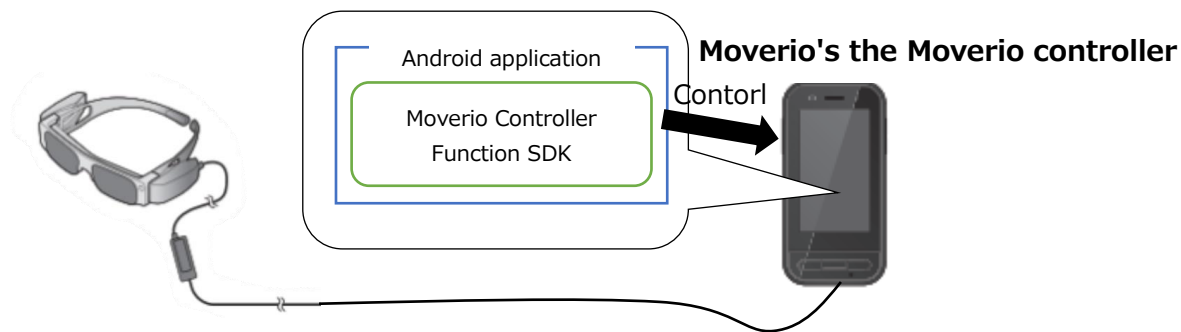 Moverio's the Moverio controller
Android application
Contorl
Moverio Controller
Function SDK